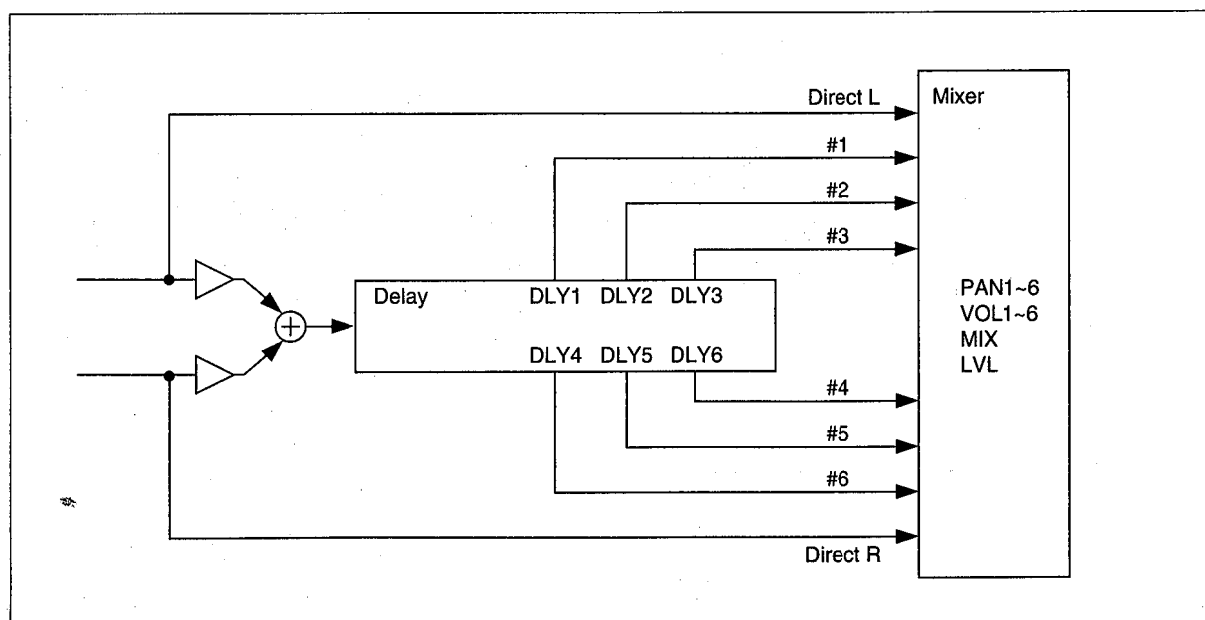 Direct L
Mixer
#1
#2
#3
Delay
DLY1 DLY2 DLY3
DLY4 DLY5 DLY6
PAN1~6
VOL1~6
MIX
LVL
#4
#5
#6
Direct R